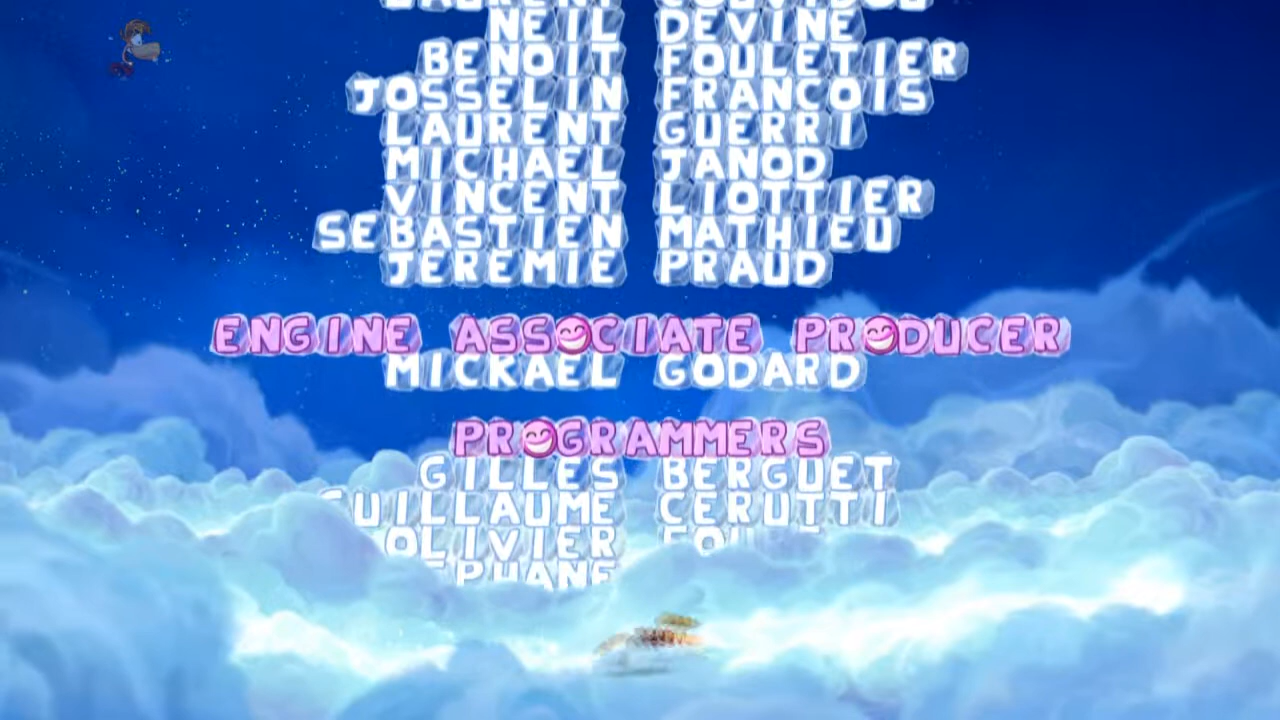 NEIL DEVINE
BENOIT FOULETIER
JOSSELIN FRANCOIS
LAURENT GUERRI
MICHAEL JANOD
VINCENT LIOTTIER
SEBASTIEN MATHIEU
JEREMIE PRAUD
ENGINE ASSOCIATE PRODUCER
MICKAEL GODARD
PROGRAMMERS
GILLES BERGUET
GUILLAUME CERUTTI
OLIVIER